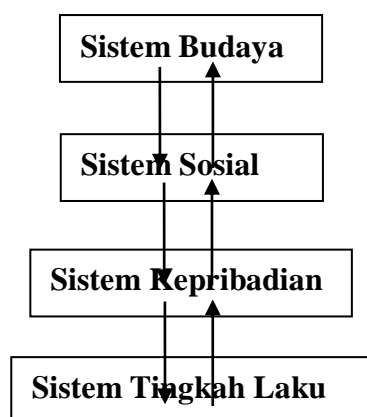 Sistem Budaya
Sistem Sosial
Sistem Kepribadian
Sistem Tingkah Laku